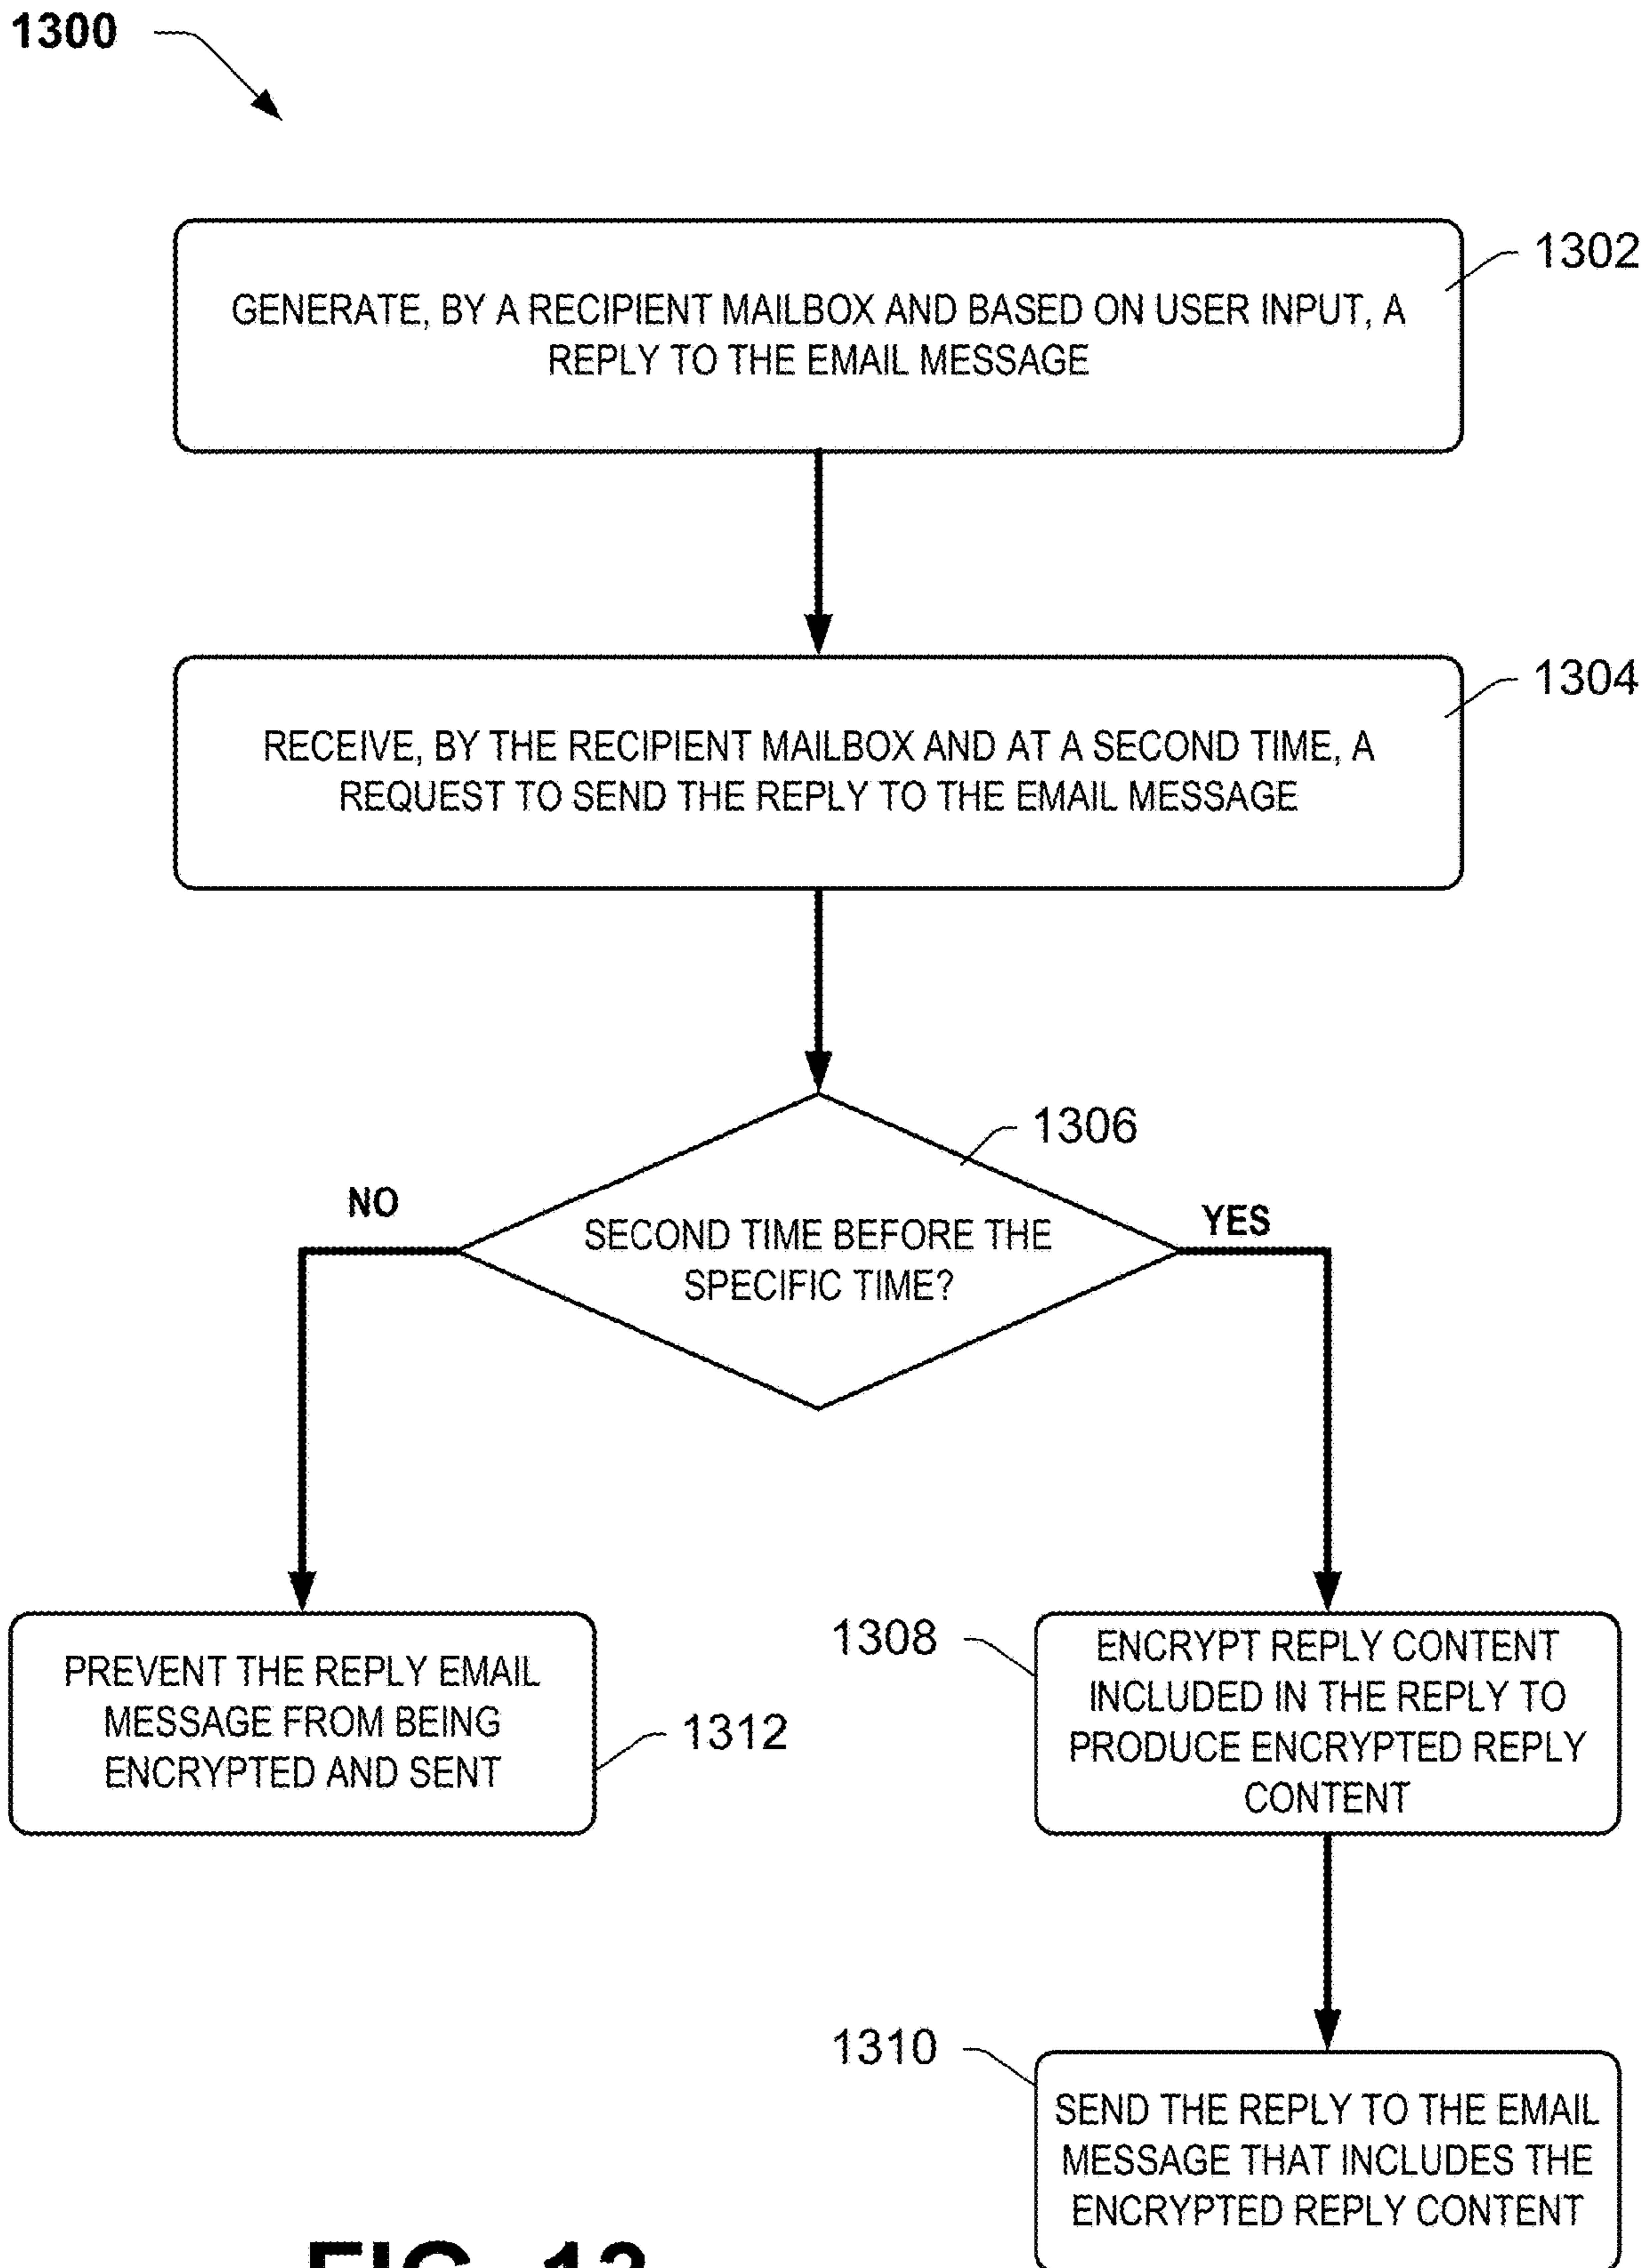 1300
1302
GENERATE, BY A RECIPIENT MAILBOX AND BASED ON USER INPUT, A
REPLY TO THE EMAIL MESSAGE
1304
RECEIVE, BY THE RECIPIENT MAILBOX AND AT A SECOND TIME, A
REQUEST TO SEND THE REPLY TO THE EMAIL MESSAGE
1306
NO
YES
SECOND TIME BEFORE THE
SPECIFIC TIME?
PREVENT THE REPLY EMAIL
MESSAGE FROM BEING
ENCRYPTED AND SENT
1312
1308
ENCRYPT REPLY CONTENT
INCLUDED IN THE REPLY TO
PRODUCE ENCRYPTED REPLY
CONTENT
1310
SEND THE REPLY TO THE EMAIL
MESSAGE THAT INCLUDES THE
ENCRYPTED REPLY CONTENT
FIG. 13